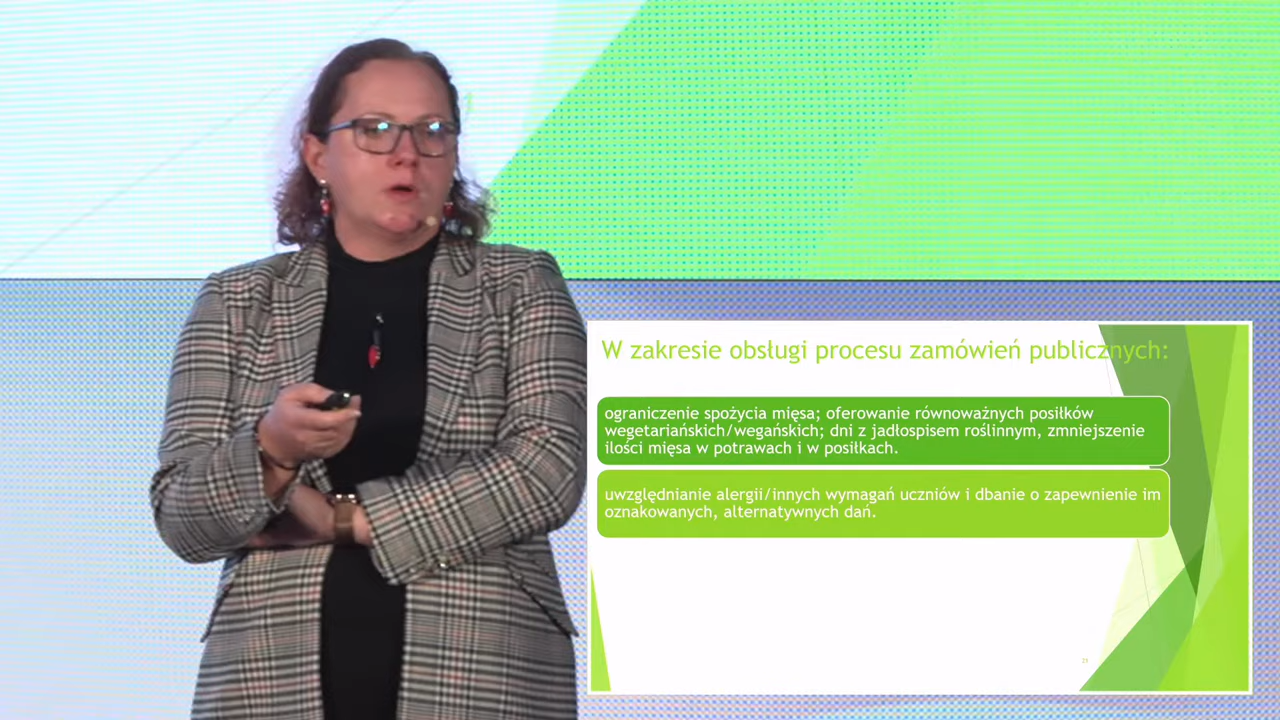 W zakresie obsługi procesu zamówień publicznych:
ograniczenie spożycia mięsa; oferowanie równoważnych posiłków
wegetariańskich/wegańskich; dni z jadłospisem roślinnym, zmniejszenie
ilości mięsa w potrawach i w posiłkach.
uwzględnianie alergii/innych wymagań uczniów i dbanie o zapewnienie im
oznakowanych, alternatywnych dań.